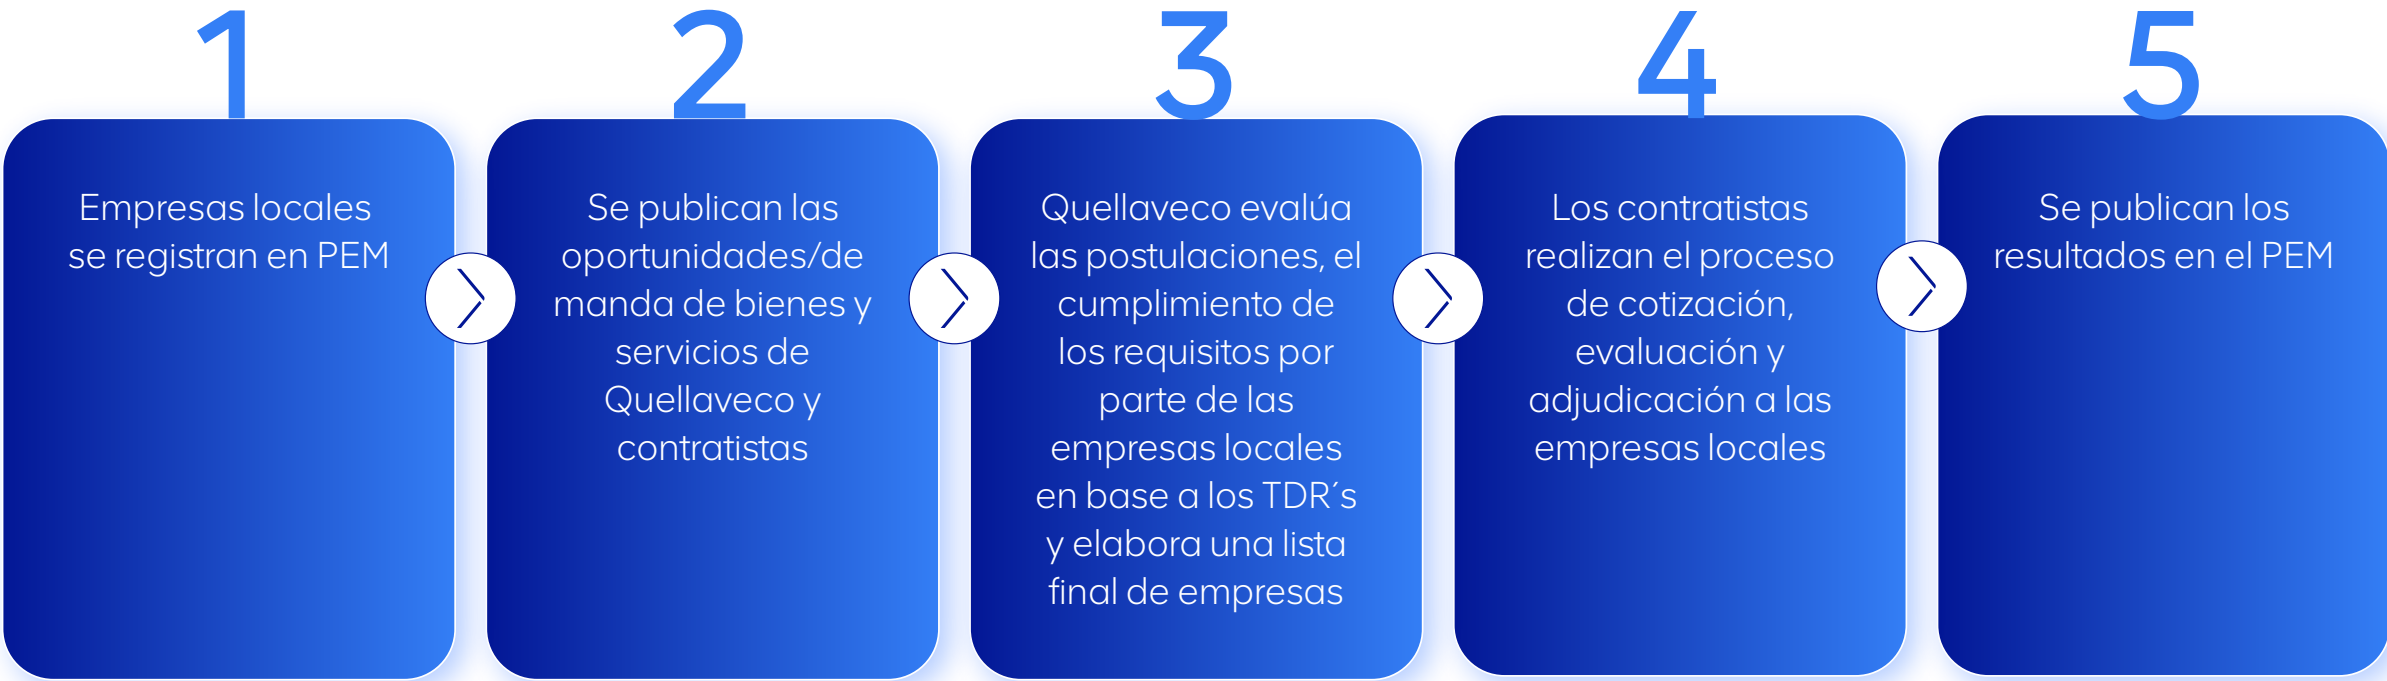 1
Empresas locales
se registran en PEM
2
Se publican las
oportunidades/de
manda de bienes y
servicios de
Quellaveco y
contratistas
3
Quellaveco evalúa
las postulaciones, el
cumplimiento de
los requisitos por
parte de las
empresas locales
en base a los TDR´s
y elabora una lista
final de empresas
4
Los contratistas
realizan el proceso
de cotización,
evaluación y
adjudicación a las
empresas locales
5
Se publican los
resultados en el PEM